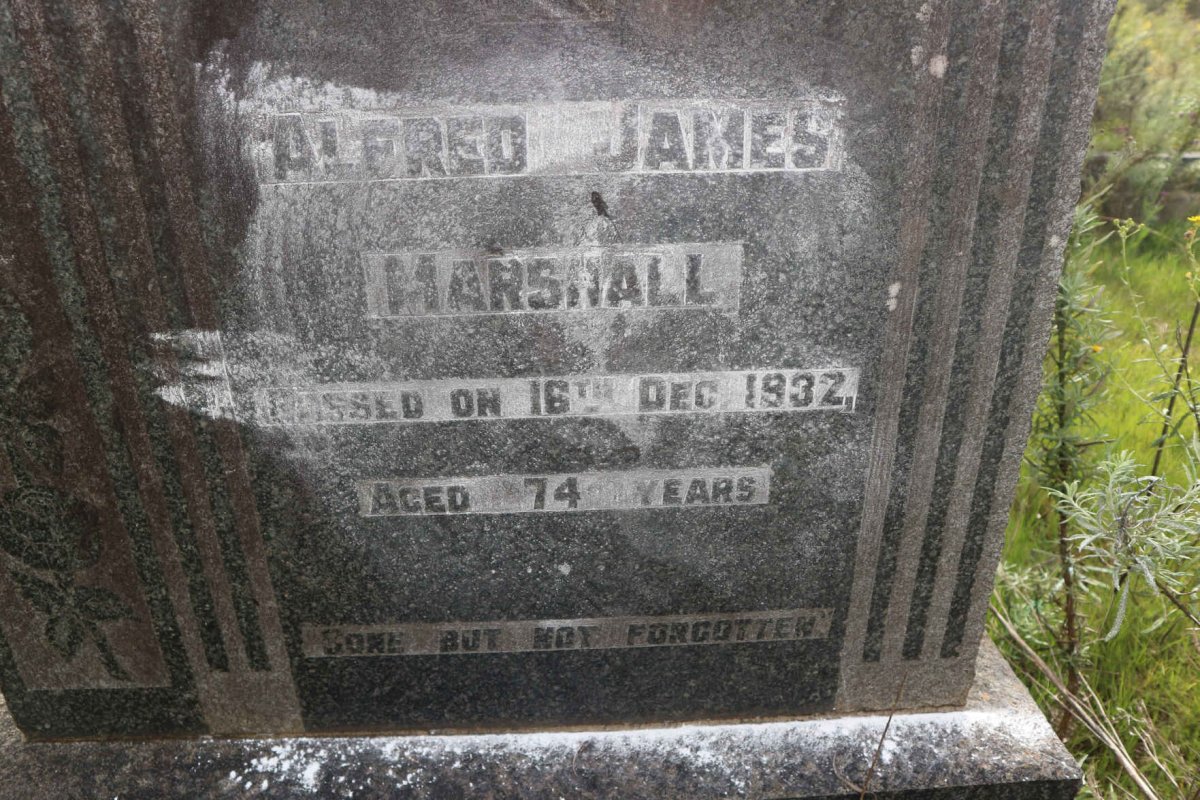 ALFRED JAMES
MARSHALL
PASSED ON 16TH DEC 1932,
AGED 74 YEARS
GONE BUT NOT FORGOTTEN